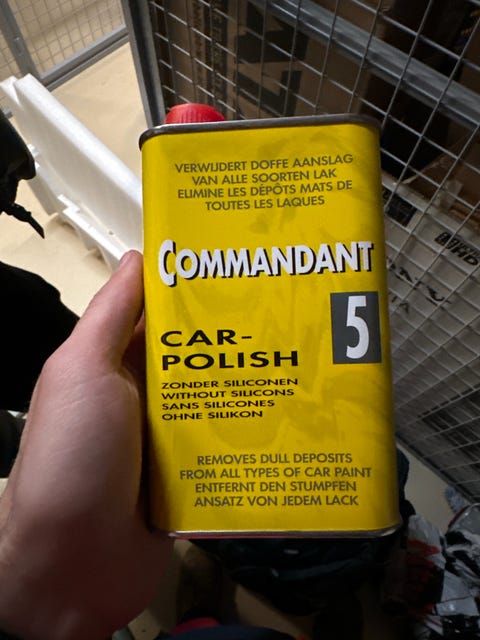 VERWIJDERT DOFFE AANSLAG
VAN ALLE SOORTEN LAK
ELIMINE LES DÉPÔTS MATS DE
TOUTES LES LAQUES
COMMANDANT
5
CAR-
POLISH
ZONDER SILICONEN
WITHOUT SILICONS
SANS SILICONES
OHNE SILIKON
REMOVES DULL DEPOSITS
FROM ALL TYPES OF CAR PAINT
ENTFERNT DEN STUMPFEN
ANSATZ VON JEDEM LACK